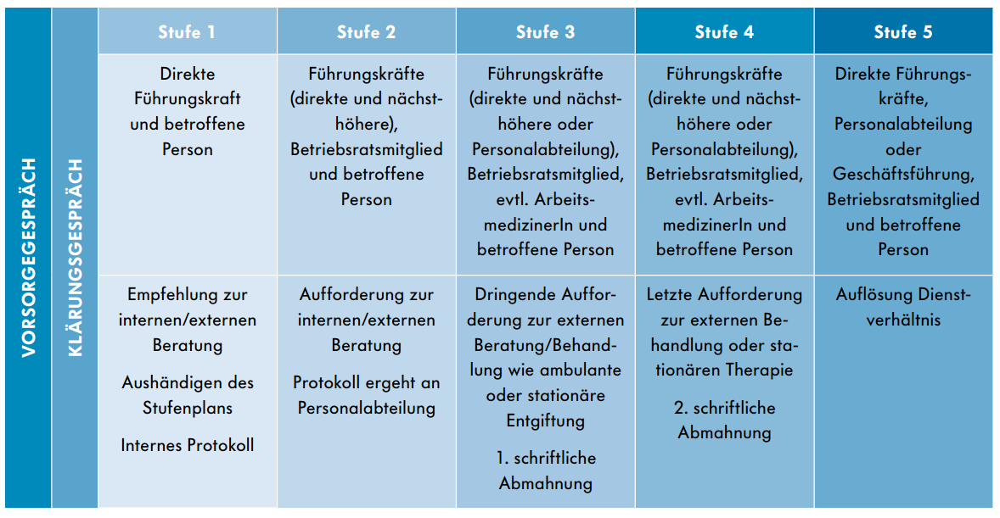 VORSORGEGESPRÄCH
KLÄRUNGSGESPRÄCH
Stufe 1
Direkte
Führungskraft
und betroffene
Person
Empfehlung zur
internen/externen
Beratung
Aushändigen des
Stufenplans
Internes Protokoll
Stufe 2
Führungskräfte
(direkte und nächst-
höhere),
Betriebsratsmitglied
und betroffene
Person
Aufforderung zur
internen/externen
Beratung
Protokoll ergeht an
Personalabteilung
Stufe 3
Führungskräfte
(direkte und nächst-
höhere oder
Personalabteilung),
Betriebsratsmitglied,
evtl. Arbeits-
medizinerIn und
betroffene Person
Dringende Auffor-
derung zur externen
Beratung/Behand-
lung wie ambulante
oder stationäre
Entgiftung
1. schriftliche
Abmahnung
Stufe 4
Führungskräfte
(direkte und nächst-
höhere oder
Personalabteilung),
Betriebsratsmitglied,
evtl. Arbeits-
medizinerIn und
betroffene Person
Letzte Aufforderung
zur externen Be-
handlung oder sta-
tionären Therapie
2. schriftliche
Abmahnung
Stufe 5
Direkte Führungs-
kräfte,
Personalabteilung
oder
Geschäftsführung,
Betriebsratsmitglied
und betroffene
Person
Auflösung Dienst-
verhältnis